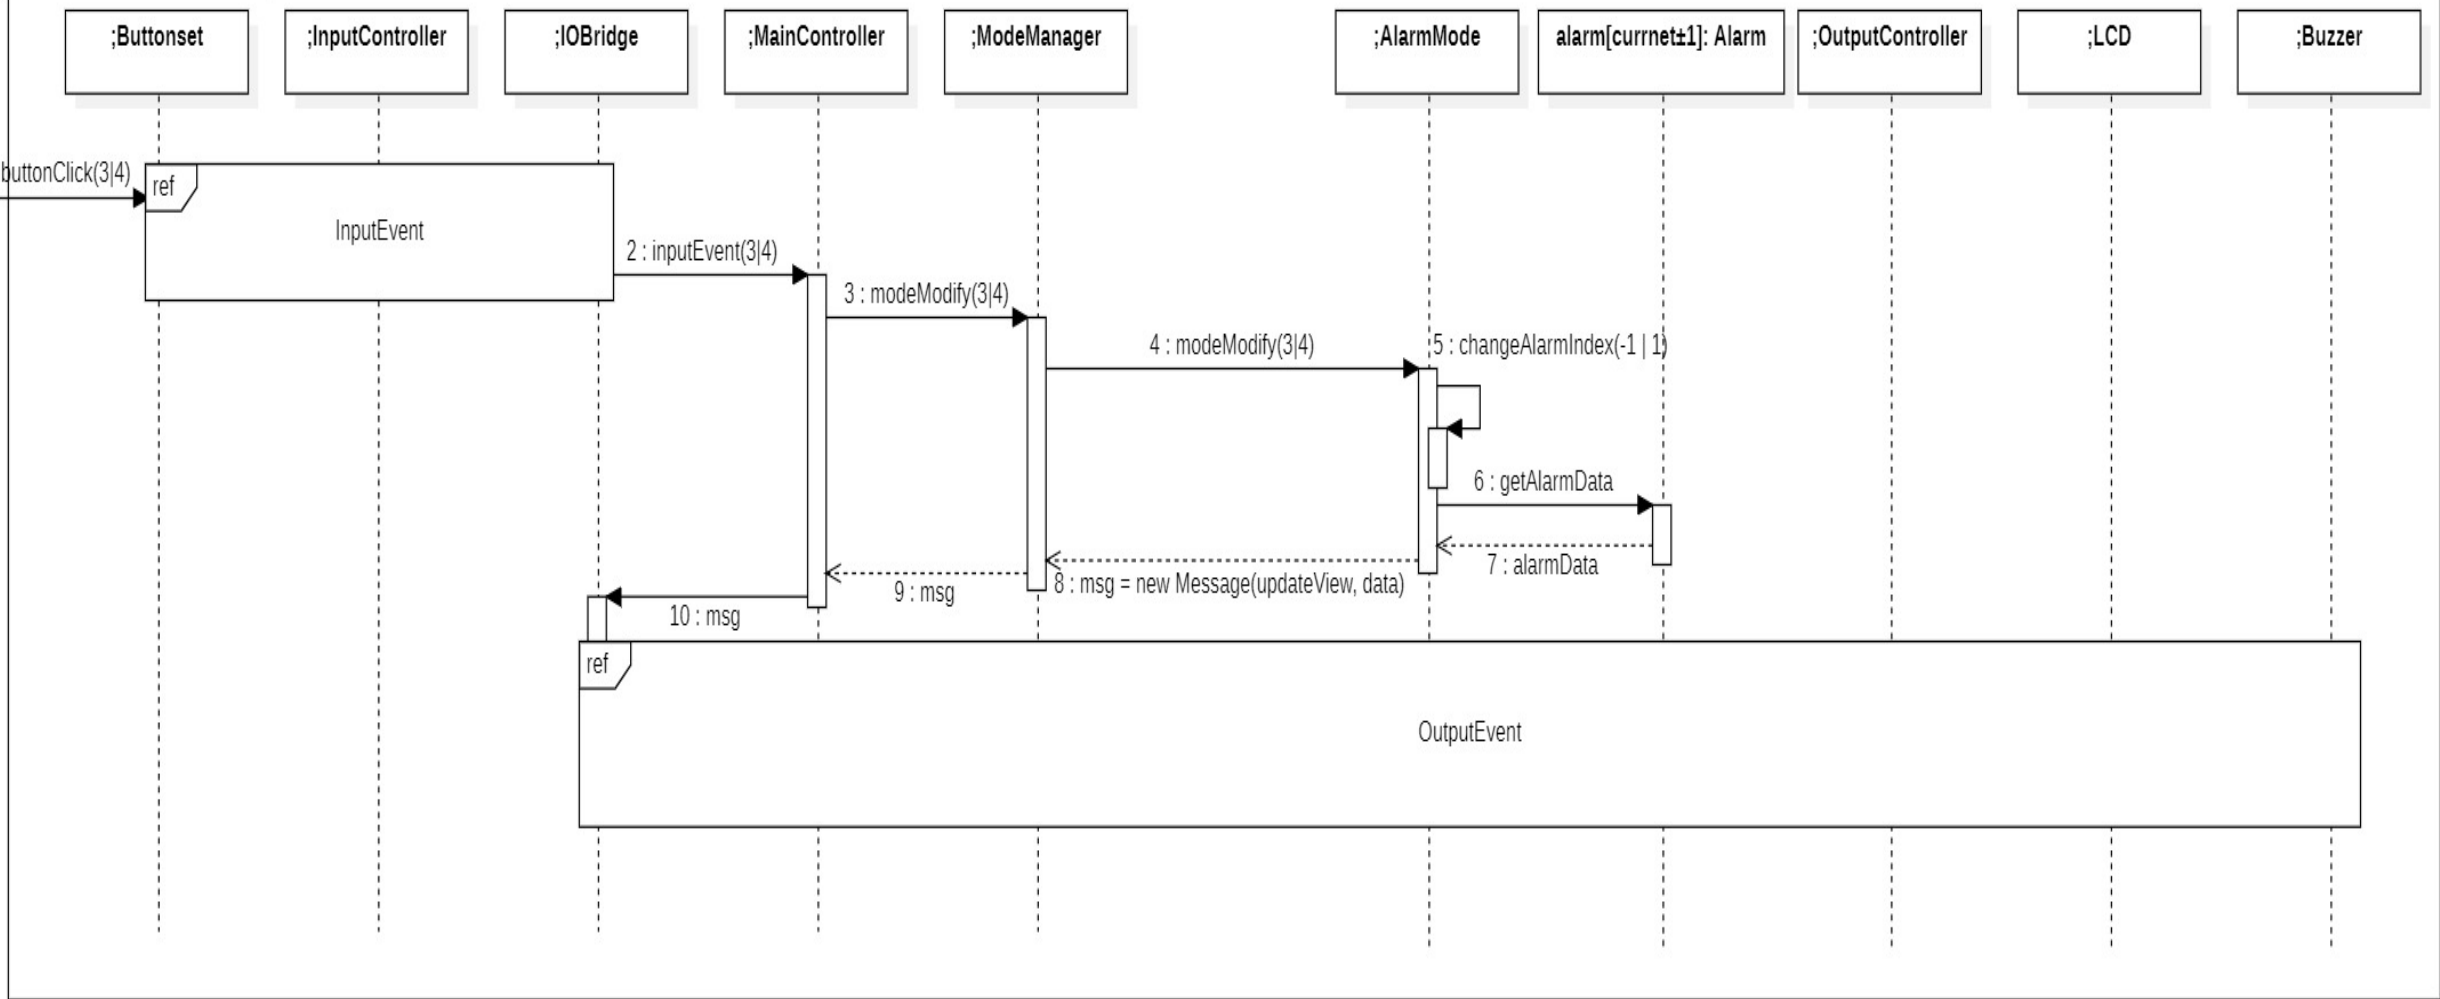 ;Buttonset
;InputController
;IOBridge
;MainController
;ModeManager
;AlarmMode
alarm[currnet±1]: Alarm
;OutputController
;LCD
;Buzzer
buttonClick(3|4)
ref
InputEvent
2 : inputEvent(3|4)
3 : modeModify(3|4)
4 : modeModify(3|4)
5 : changeAlarmIndex(-1 | 1)
6 : getAlarmData
7 : alarmData
8 : msg = new Message(updateView, data)
9 : msg
10 : msg
ref
OutputEvent